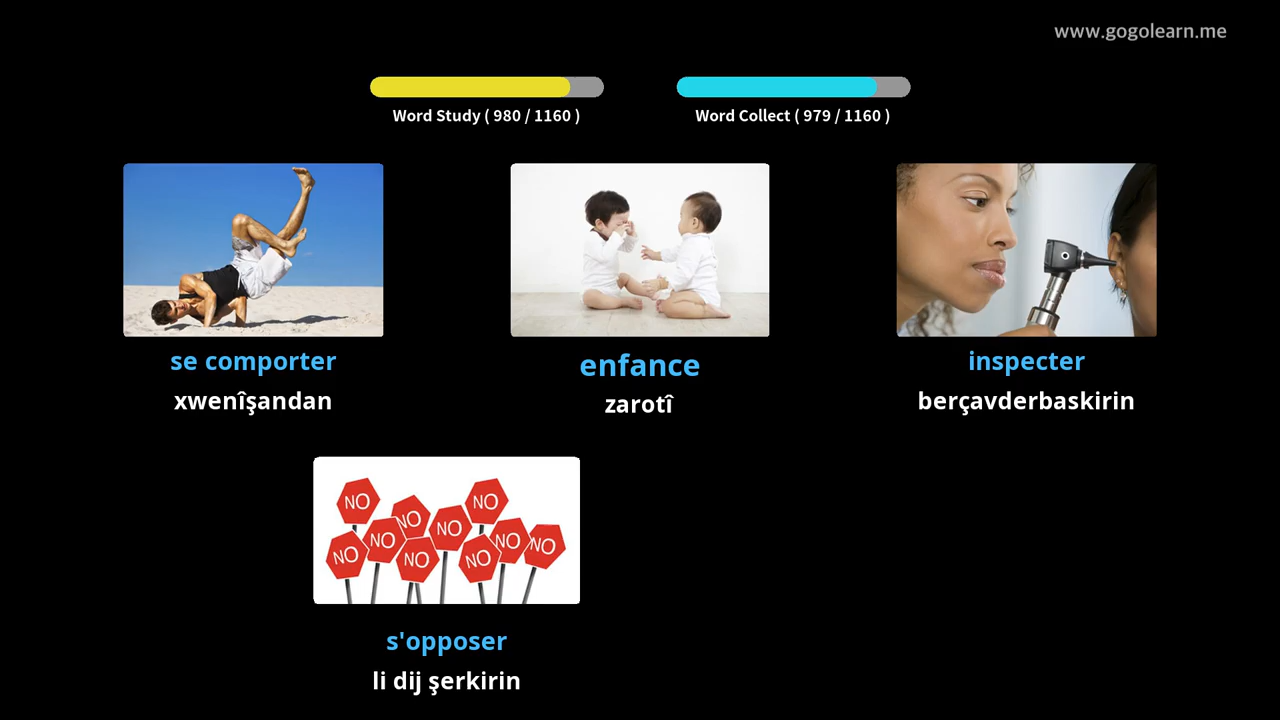 www.gogolearn.me
Word Study ( 980 / 1160 )
Word Collect ( 979 / 1160 )
se comporter
xwenîşandan
enfance
zarotî
inspecter
berçavderbaskirin
NO
NO
NO
NO
NO
NO
NO
NO
NO
NO
s'opposer
li dij şerkirin